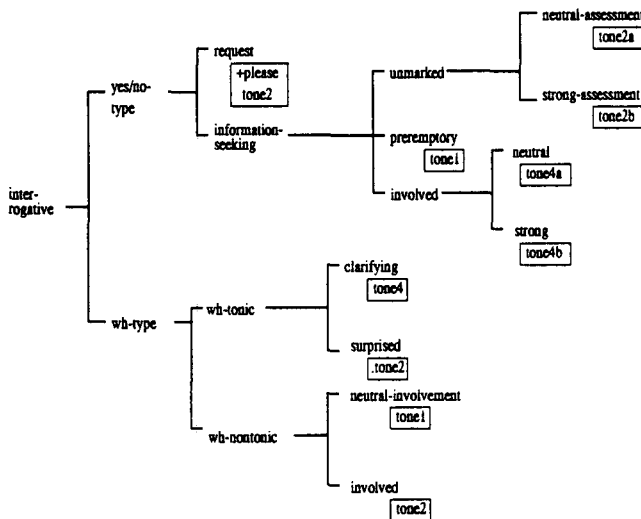 neutral-assessment
tone2a
request
+please
tone2
unmarked
yes/no-
type
strong-assessment
tone2b
information-
seeking
preremptory
tone1
neutral
tone4a
involved
inter-
rogative
strong
tone4b
clarifying
tone4
wh-type
wh-tonic
surprised
.tone2
neutral-involvement
tone1
wh-nontonic
involved
tone2